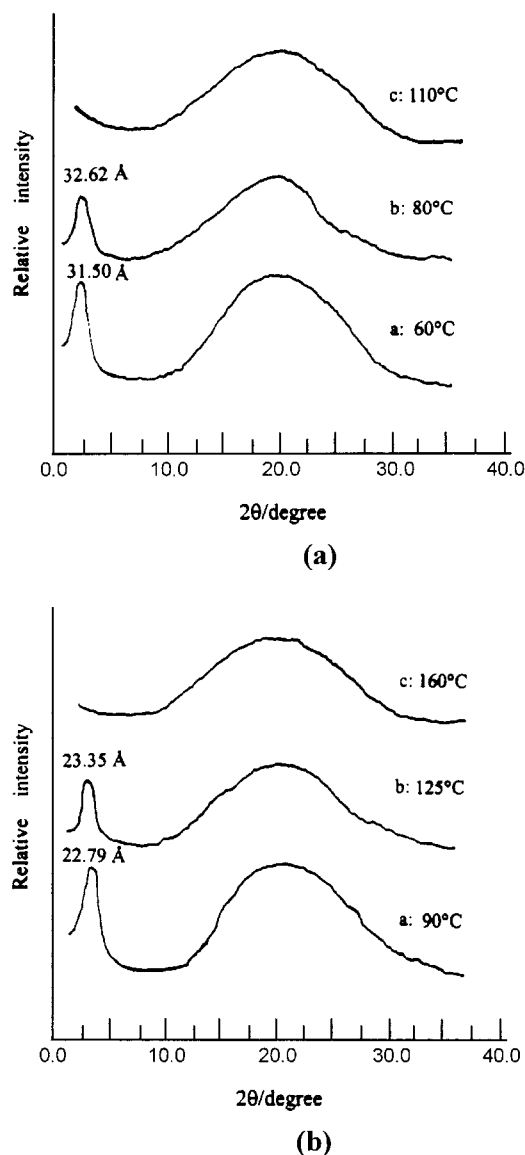 Relative intensity
c: 110°C
32.62 Å
b: 80°C
31.50 Å
a: 60°C
0.0 10.0 20.0 30.0 40.0
2θ/degree
(a)
Relative intensity
c: 160°C
23.35 Å
b: 125°C
22.79 Å
a: 90°C
0.0 10.0 20.0 30.0 40.0
2θ/degree
(b)